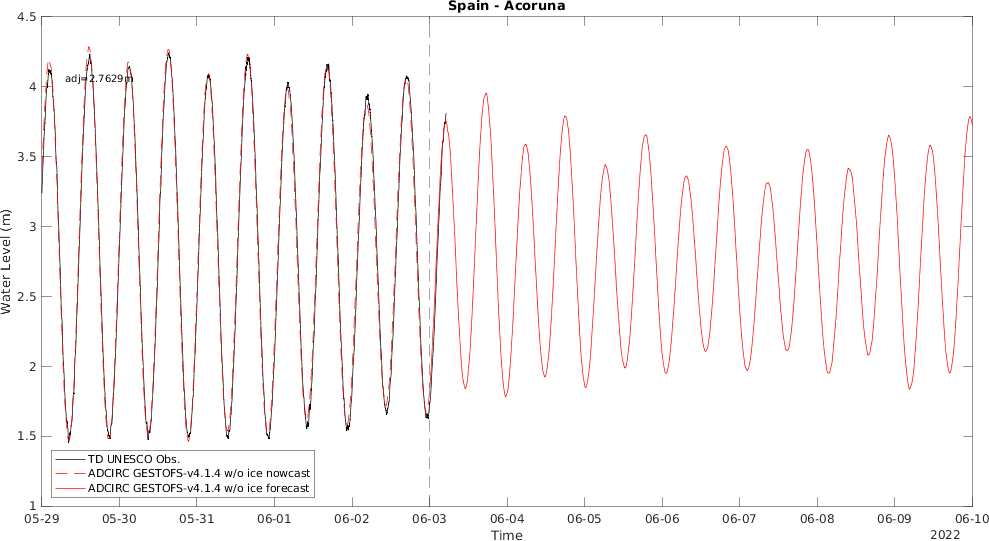 Spain - Acoruna
4.5
4
3.5
3
2.5
2
1.5
1
Water Level (m)
adj=2.7629m
TD UNESCO Obs.
ADCIRC GESTOFS-v4.1.4 w/o ice nowcast
ADCIRC GESTOFS-v4.1.4 w/o ice forecast
05-29 05-30 05-31 06-01 06-02 06-03 06-04 06-05 06-06 06-07 06-08 06-09 06-10
Time
2022